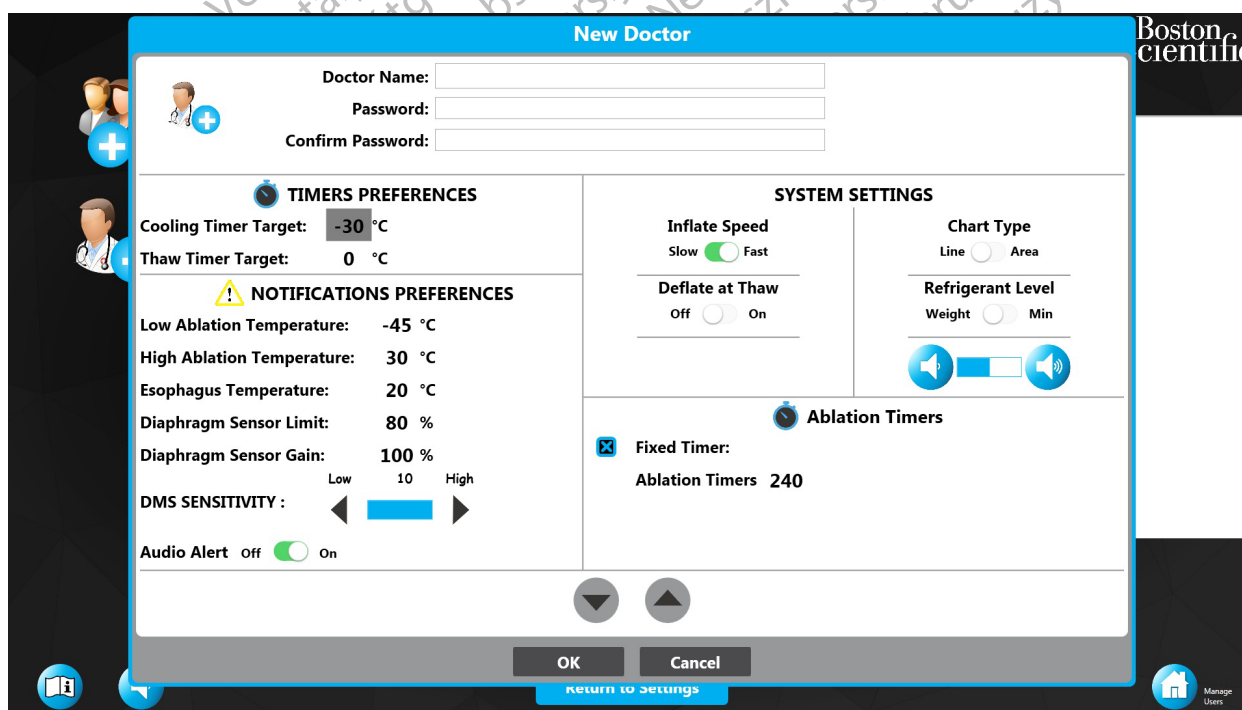 New Doctor
Boston
cientific
Doctor Name:
Password:
Confirm Password:
TIMERS PREFERENCES
Cooling Timer Target: -30 °C
Thaw Timer Target: 0 °C
NOTIFICATIONS PREFERENCES
Low Ablation Temperature: -45 °C
High Ablation Temperature: 30 °C
Esophagus Temperature: 20 °C
Diaphragm Sensor Limit: 80 %
Diaphragm Sensor Gain: 100 %
Low 10 High
DMS SENSITIVITY :
Audio Alert Off On
SYSTEM SETTINGS
Inflate Speed
Slow Fast
Deflate at Thaw
Off On
Chart Type
Line Area
Refrigerant Level
Weight Min
Ablation Timers
Fixed Timer:
Ablation Timers 240
OK Cancel
Return to Settings
Manage
Users